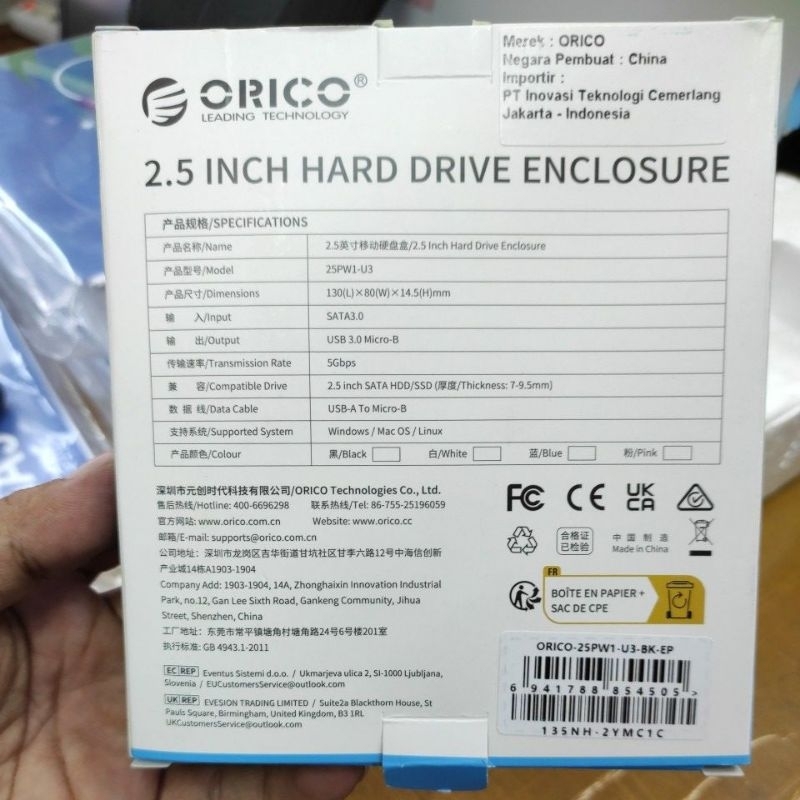 ORICO®
LEADING TECHNOLOGY
Merek : ORICO
Negara Pembuat : China
Importir :
PT Inovasi Teknologi Cemerlang
Jakarta - Indonesia
2.5 INCH HARD DRIVE ENCLOSURE
产品规格/SPECIFICATIONS
产品名称/Name 2.5英寸移动硬盘盒/2.5 Inch Hard Drive Enclosure
产品型号/Model 25PW1-U3
产品尺寸/Dimensions 130(L)×80(W)×14.5(H)mm
输 入/Input SATA3.0
输 出/Output USB 3.0 Micro-B
传输速率/Transmission Rate 5Gbps
兼 容/Compatible Drive 2.5 inch SATA HDD/SSD (厚度/Thickness: 7-9.5mm)
数 据 线/Data Cable USB-A To Micro-B
支持系统/Supported System Windows / Mac OS / Linux
产品颜色/Colour 黑/Black 白/White 蓝/Blue 粉/Pink
深圳市元创时代科技有限公司/ORICO Technologies Co., Ltd.
售后热线/Hotline: 400-6696298 联系热线/Tel: 86-755-25196059
官方网站: www.orico.com.cn Website: www.orico.cc
邮箱/E-mail: supports@orico.com.cn
公司地址: 深圳市龙岗区吉华街道甘坑社区甘李六路12号中海信创新
产业城14栋A1903-1904
Company Add: 1903-1904, 14A, Zhonghaixin Innovation Industrial
Park, no.12, Gan Lee Sixth Road, Gankeng Community, Jihua
Street, Shenzhen, China
工厂地址: 东莞市常平镇塘角村塘角路24号6号楼201室
执行标准: GB 4943.1-2011
EC REP Eventus Sistemi d.o.o. / Ukmarjeva ulica 2, SI-1000 Ljubljana,
Slovenia / EUCustomersService@outlook.com
UK REP EVESION TRADING LIMITED / Suite2a Blackthorn House, St
Pauls Square, Birmingham, United Kingdom, B3 1RL
UKCustomersService@outlook.com
FC CE UK
CA
合格证
已检验
中 国 制 造
Made in China
FR
BOÎTE EN PAPIER +
SAC DE CPE
ORICO-25PW1-U3-BK-EP
6 941788 854505 >
135NH-2YMC1C